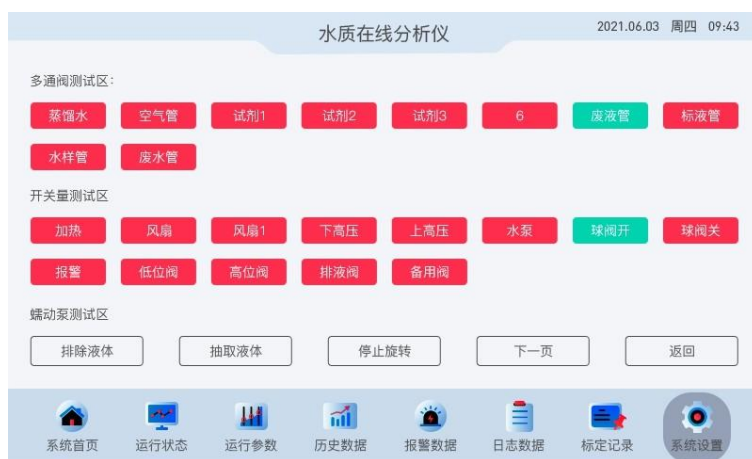 水质在线分析仪 2021.06.03 周四 09:43
多通阀测试区:
蒸馏水 空气管 试剂1 试剂2 试剂3 6 废液管 标液管
水样管 废水管
开关量测试区
加热 风扇 风扇1 下高压 上高压 水泵 球阀开 球阀关
报警 低位阀 高位阀 排液阀 备用阀
蠕动泵测试区
排除液体 抽取液体 停止旋转 下一页 返回
系统首页 运行状态 运行参数 历史数据 报警数据 日志数据 标定记录 系统设置